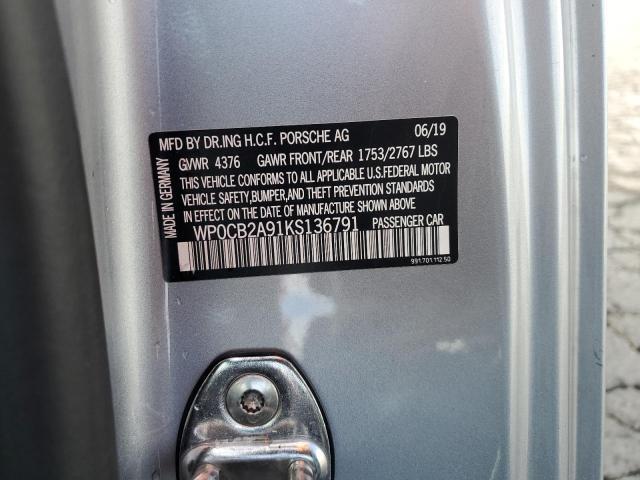 MFD BY DR.ING H.C.F. PORSCHE AG 06/19
GVWR 4376 GAWR FRONT/REAR 1753/2767 LBS
THIS VEHICLE CONFORMS TO ALL APPLICABLE U.S.FEDERAL MOTOR
VEHICLE SAFETY,BUMPER,AND THEFT PREVENTION STANDARDS
IN EFFECT ON THE DATE OF MANUFACTURE SHOWN ABOVE
WP0CB2A91KS136791 PASSENGER CAR
991.701.112.50
MADE IN GERMANY